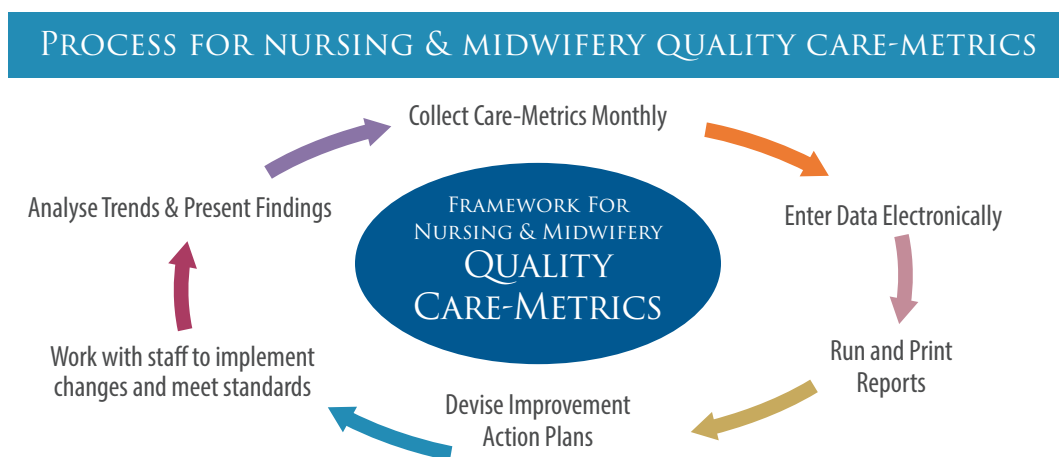 PROCESS FOR NURSING & MIDWIFERY QUALITY CARE-METRICS
Collect Care-Metrics Monthly
Enter Data Electronically
Run and Print
Reports
Devise Improvement
Action Plans
Work with staff to implement
changes and meet standards
Analyse Trends & Present Findings
FRAMEWORK FOR
NURSING & MIDWIFERY
QUALITY
CARE-METRICS